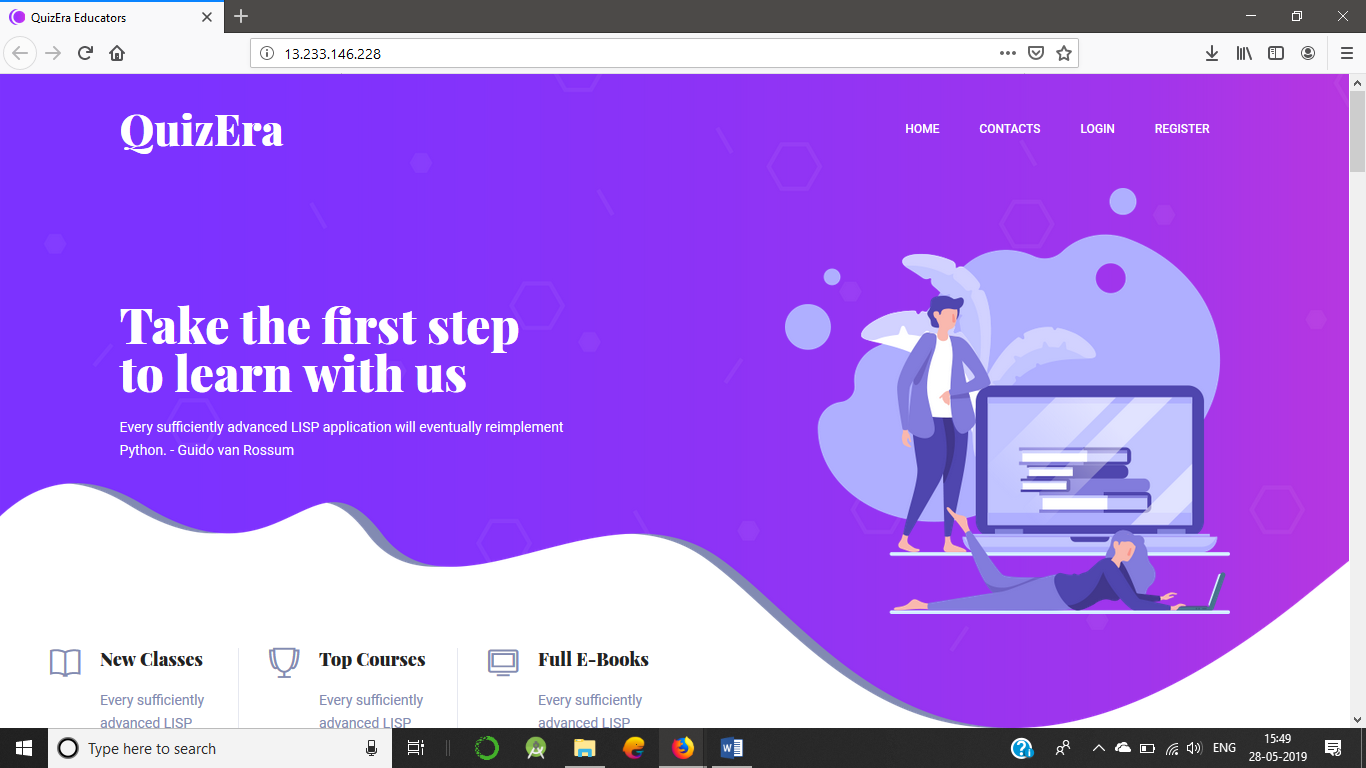 QuizEra Educators
13.233.146.228
QuizEra
HOME CONTACTS LOGIN REGISTER
Take the first step
to learn with us
Every sufficiently advanced LISP application will eventually reimplement
Python. - Guido van Rossum
New Classes
Every sufficiently
advanced LISP
Top Courses
Every sufficiently
advanced LISP
Full E-Books
Every sufficiently
advanced LISP
Type here to search
ENG
15:49
28-05-2019